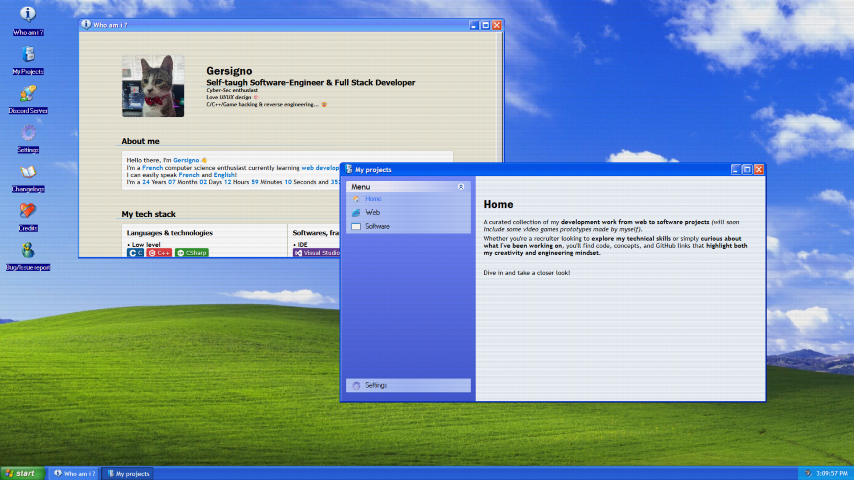 Who am i ?
My Projects
Discord Server
Settings
Changelogs
Credits
Bug/Issue report
Who am i ?
Gersigno
Self-taugh Software-Engineer & Full Stack Developer
Cyber-Sec enthusiast
Love UI/UX design
C/C++/Game hacking & reverse engineering...
About me
Hello there, I'm Gersigno
I'm a French computer science enthusiast currently learning web develop
I can easily speak French and English!
I'm a 24 Years 07 Months 02 Days 12 Hours 59 Minutes 10 Seconds and 35
My tech stack
Languages & technologies
Softwares, fra
• Low level
• IDE
C C++ CSharp
Visual Studio
My projects
Menu
Home
Web
Software
Settings
Home
A curated collection of my development work from web to software projects (will soon
include some video games prototypes made by myself).
Whether you're a recruiter looking to explore my technical skills or simply curious about
what I've been working on, you'll find code, concepts, and GitHub links that highlight both
my creativity and engineering mindset.
Dive in and take a closer look!
start
Who am i ?
My projects
3:09:57 PM